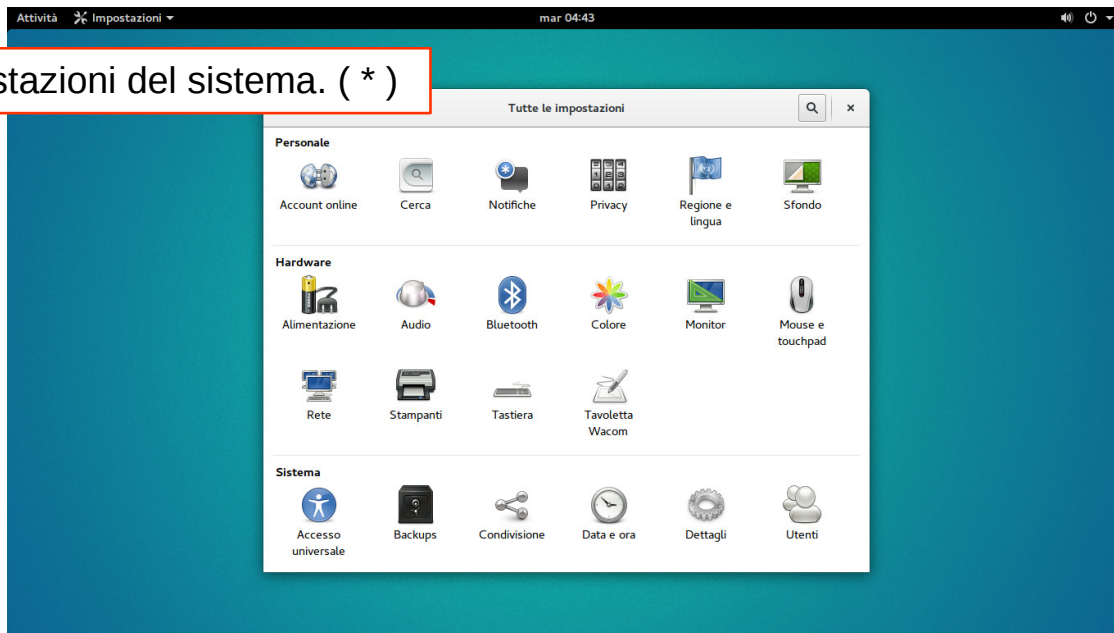 Attività Impostazioni mar 04:43
stazioni del sistema. ( * )
Tutte le impostazioni
Personale
Account online Cerca Notifiche Privacy Regione e lingua Sfondo
Hardware
Alimentazione Audio Bluetooth Colore Monitor Mouse e touchpad
Rete Stampanti Tastiera Tavoletta Wacom
Sistema
Accesso universale Backups Condivisione Data e ora Dettagli Utenti